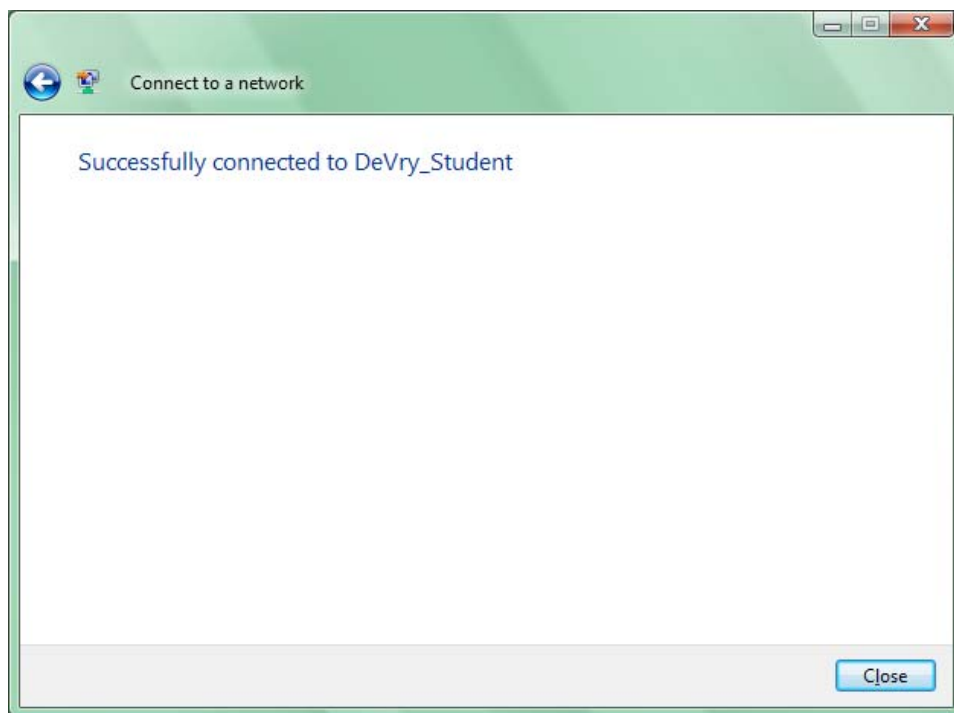 Connect to a network
Successfully connected to DeVry_Student
Close